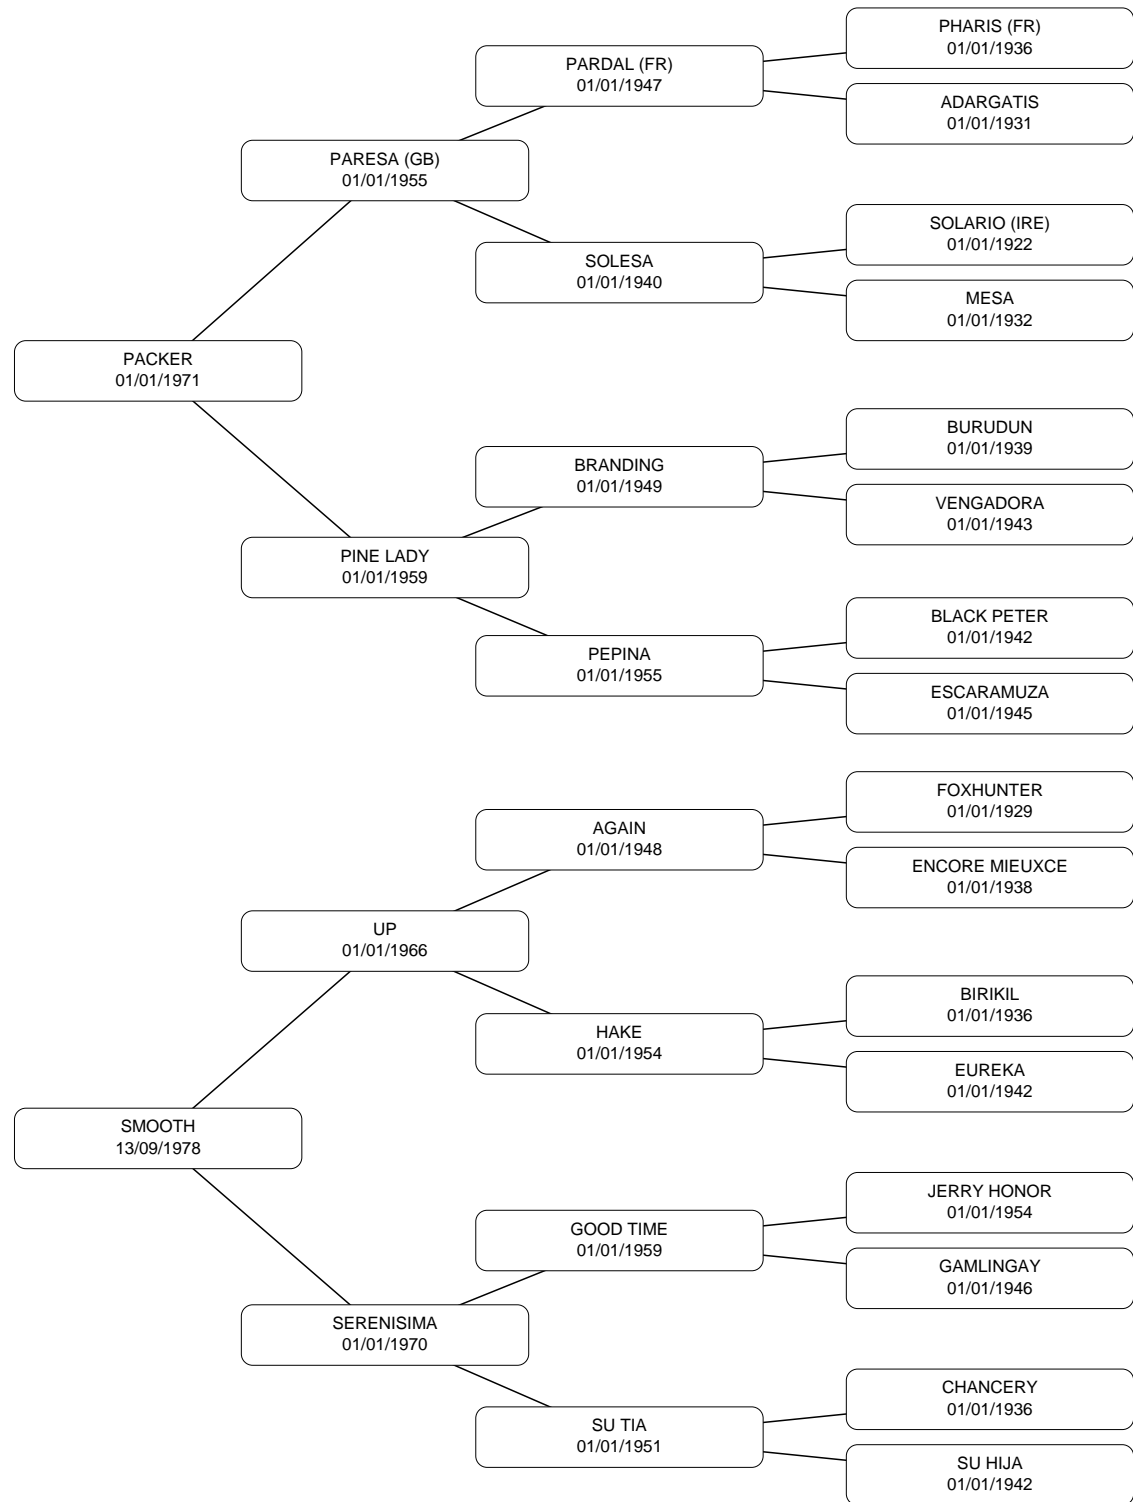 PHARIS (FR)
01/01/1936
PARDAL (FR)
01/01/1947
ADARGATIS
01/01/1931
PARESA (GB)
01/01/1955
SOLARIO (IRE)
01/01/1922
SOLESA
01/01/1940
MESA
01/01/1932
PACKER
01/01/1971
BURUDUN
01/01/1939
BRANDING
01/01/1949
VENGADORA
01/01/1943
PINE LADY
01/01/1959
BLACK PETER
01/01/1942
PEPINA
01/01/1955
ESCARAMUZA
01/01/1945
FOXHUNTER
01/01/1929
AGAIN
01/01/1948
ENCORE MIEUXCE
01/01/1938
UP
01/01/1966
BIRIKIL
01/01/1936
HAKE
01/01/1954
EUREKA
01/01/1942
SMOOTH
13/09/1978
JERRY HONOR
01/01/1954
GOOD TIME
01/01/1959
GAMLINGAY
01/01/1946
SERENISIMA
01/01/1970
CHANCERY
01/01/1936
SU TIA
01/01/1951
SU HIJA
01/01/1942